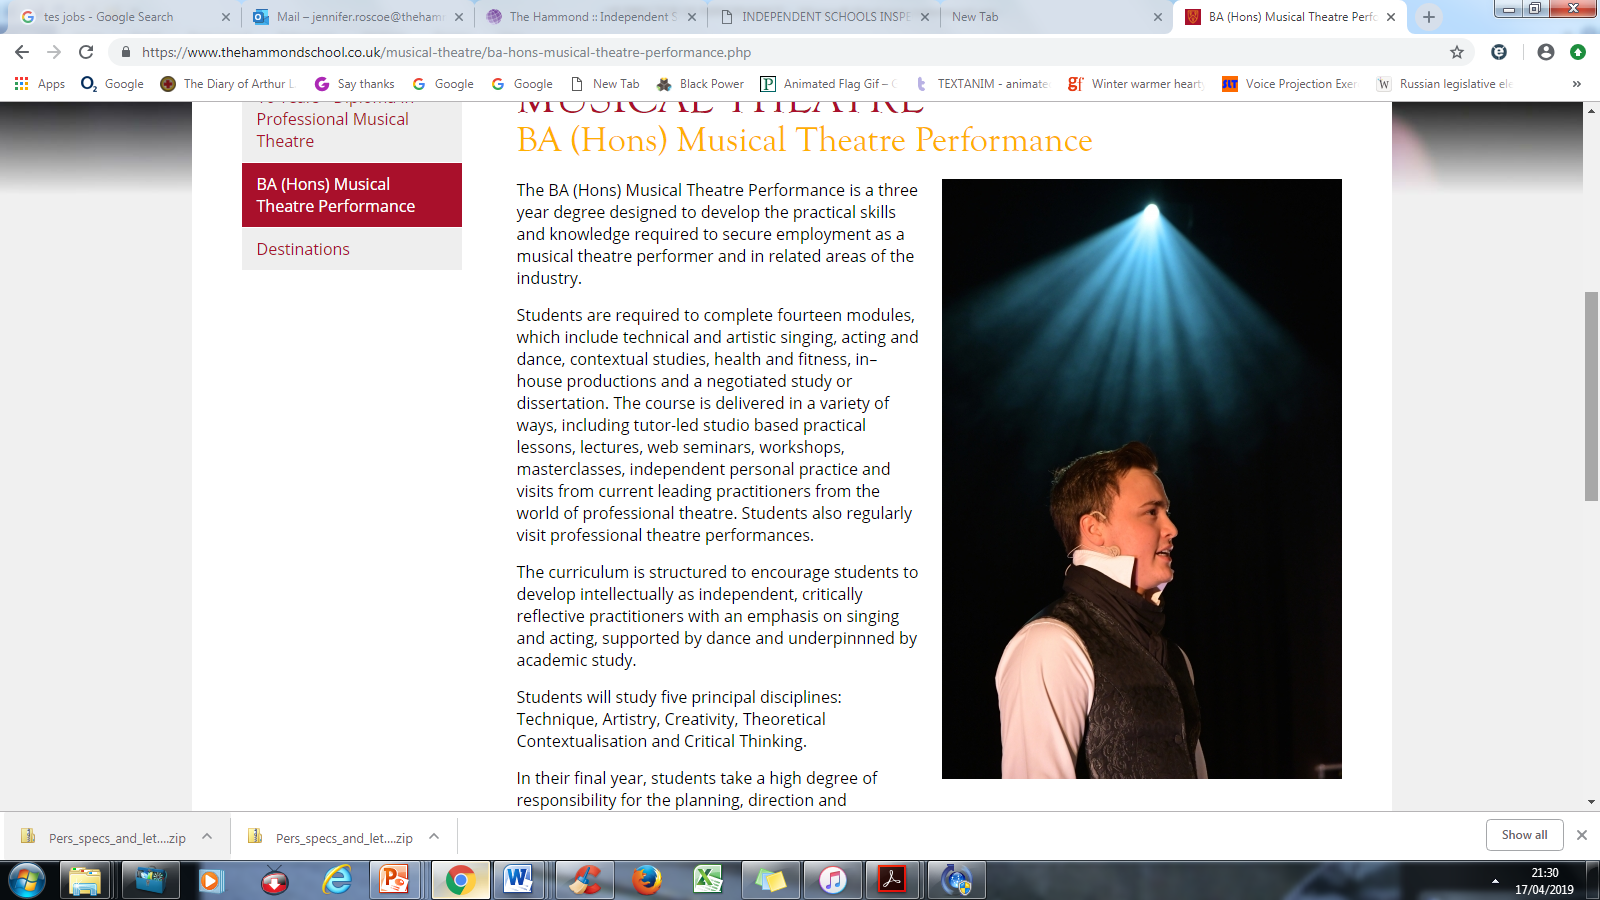 tes jobs - Google Search
Mail – jennifer.roscoe@theham
The Hammond :: Independent S
INDEPENDENT SCHOOLS INSPE
New Tab
BA (Hons) Musical Theatre Perfo
https://www.thehammondschool.co.uk/musical-theatre/ba-hons-musical-theatre-performance.php
Apps
Google
The Diary of Arthur L
Say thanks
Google
Google
New Tab
Black Power
Animated Flag Gif – C
TEXTANIM - animate
Winter warmer heart
Voice Projection Exer
Russian legislative ele
Professional Musical
Theatre
BA (Hons) Musical
Theatre Performance
Destinations
MUSICAL THEATRE
BA (Hons) Musical Theatre Performance
The BA (Hons) Musical Theatre Performance is a three
year degree designed to develop the practical skills
and knowledge required to secure employment as a
musical theatre performer and in related areas of the
industry.
Students are required to complete fourteen modules,
which include technical and artistic singing, acting and
dance, contextual studies, health and fitness, in–
house productions and a negotiated study or
dissertation. The course is delivered in a variety of
ways, including tutor-led studio based practical
lessons, lectures, web seminars, workshops,
masterclasses, independent personal practice and
visits from current leading practitioners from the
world of professional theatre. Students also regularly
visit professional theatre performances.
The curriculum is structured to encourage students to
develop intellectually as independent, critically
reflective practitioners with an emphasis on singing
and acting, supported by dance and underpinnned by
academic study.
Students will study five principal disciplines:
Technique, Artistry, Creativity, Theoretical
Contextualisation and Critical Thinking.
In their final year, students take a high degree of
responsibility for the planning, direction and
Pers_specs_and_let....zip
Pers_specs_and_let....zip
Show all
21:30
17/04/2019